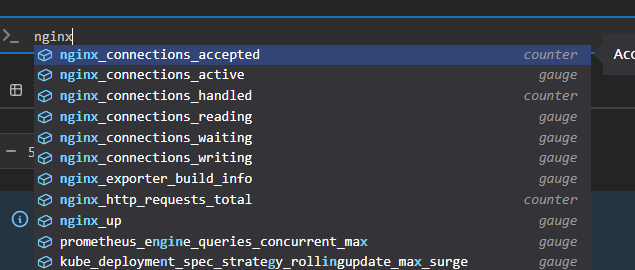 nginx
nginx_connections_accepted counter
Acc
nginx_connections_active gauge
nginx_connections_handled counter
nginx_connections_reading gauge
nginx_connections_waiting gauge
5
nginx_connections_writing gauge
nginx_exporter_build_info gauge
nginx_http_requests_total counter
nginx_up gauge
prometheus_engine_queries_concurrent_max gauge
kube_deployment_spec_strategy_rollingupdate_max_surge gauge